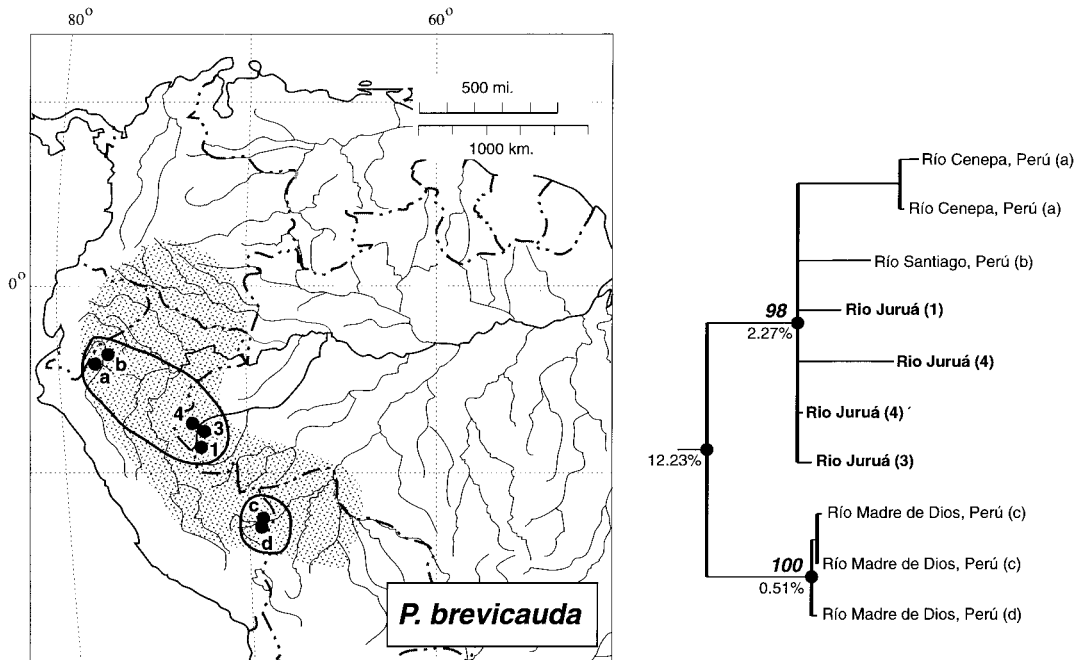 80°
60°
500 mi.
1000 km.
0°
b
a
4
3
1
c
d
P. brevicauda
Río Cenepa, Perú (a)
Río Cenepa, Perú (a)
Río Santiago, Perú (b)
98
Rio Juruá (1)
2.27%
Rio Juruá (4)
Rio Juruá (4)
Rio Juruá (3)
12.23%
Río Madre de Dios, Perú (c)
100
Río Madre de Dios, Perú (c)
0.51%
Río Madre de Dios, Perú (d)